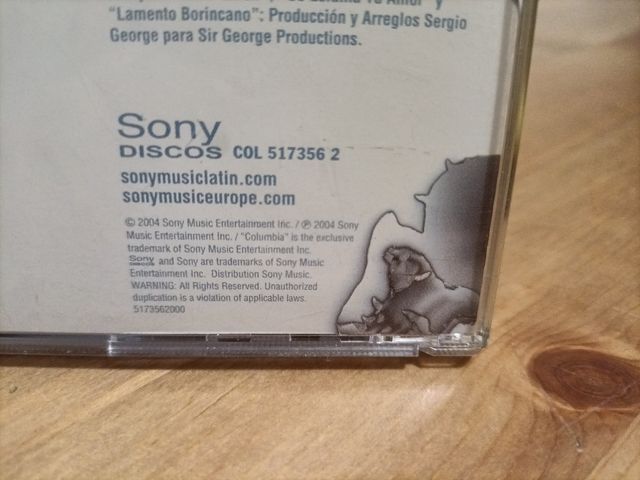 Amor" y
"Lamento Borincano": Producción y Arreglos Sergio
George para Sir George Productions.
Sony
DISCOS COL 517356 2
sonymusiclatin.com
sonymusiceurope.com
© 2004 Sony Music Entertainment Inc. / ℗ 2004 Sony
Music Entertainment Inc. / "Columbia" is the exclusive
trademark of Sony Music Entertainment Inc.
Sony DISCOS and Sony are trademarks of Sony Music
Entertainment Inc. Distribution Sony Music.
WARNING: All Rights Reserved. Unauthorized
duplication is a violation of applicable laws.
5173562000